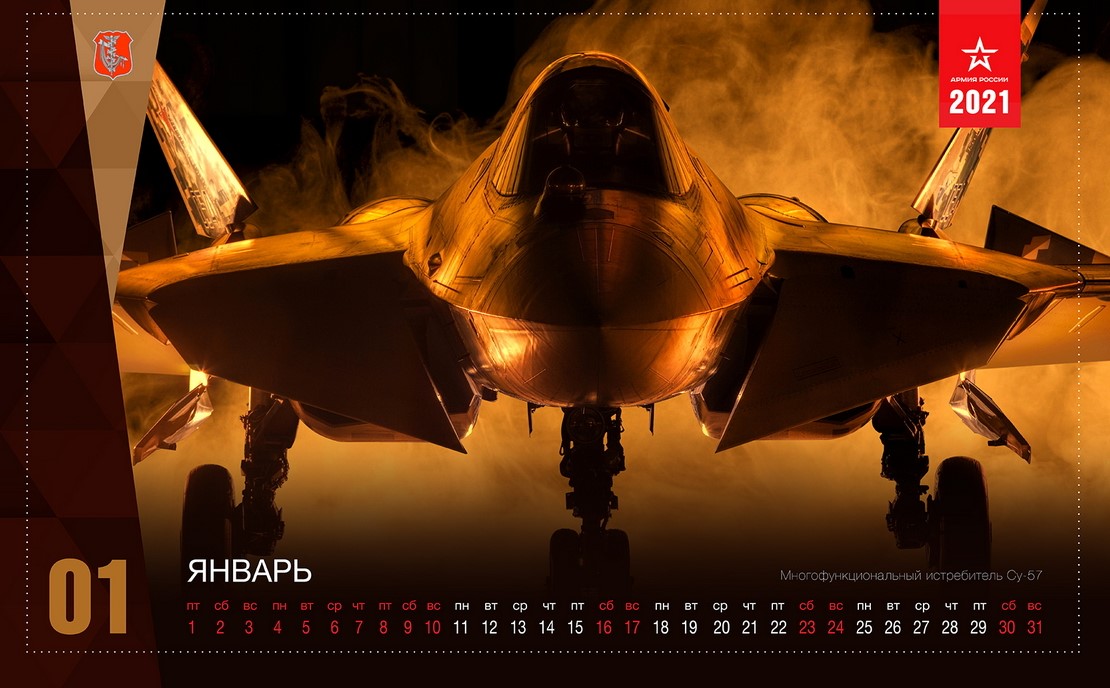 АРМИЯ РОССИИ
2021
01
ЯНВАРЬ
Многофункциональный истребитель Су-57
пт сб вс пн вт ср чт пт сб вс пн вт ср чт пт сб вс пн вт ср чт пт сб вс пн вт ср чт пт сб вс
1 2 3 4 5 6 7 8 9 10 11 12 13 14 15 16 17 18 19 20 21 22 23 24 25 26 27 28 29 30 31